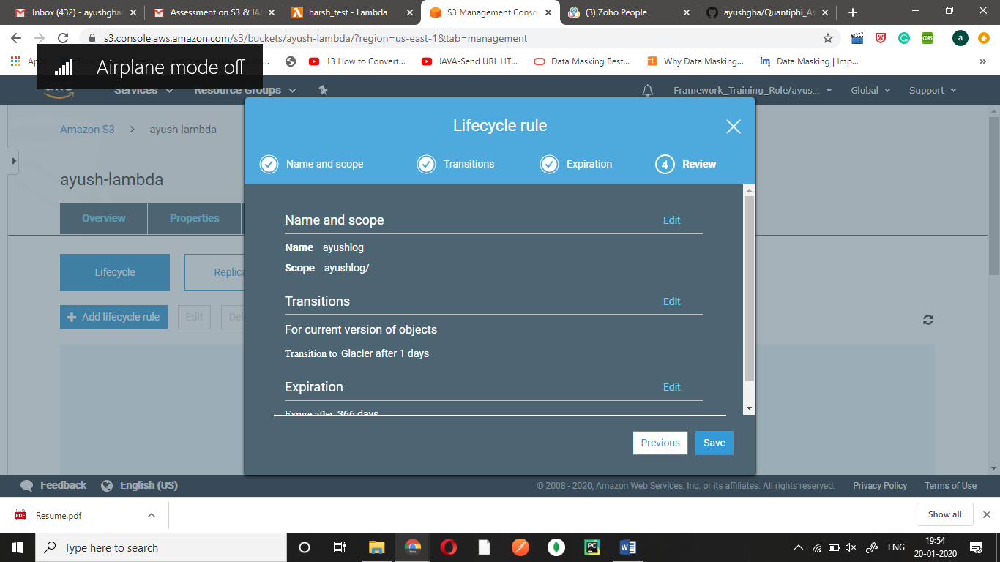 Inbox (432) - ayushghar
Assessment on S3 & IA
harsh_test - Lambda
S3 Management Conso
(3) Zoho People
ayushgha/Quantiphi_As
s3.console.aws.amazon.com/s3/buckets/ayush-lambda/?region=us-east-1&tab=management
CORS
a
13 How to Convert...
JAVA-Send URL HT...
Data Masking Best...
Why Data Masking...
im Data Masking | Imp...
»
Airplane mode off
Services
Resource Groups
Framework_Training_Role/ayus...
Global
Support
Amazon S3 > ayush-lambda
ayush-lambda
Overview
Properties
Lifecycle
Replica
+ Add lifecycle rule
Edit
Del
Lifecycle rule
Name and scope
Transitions
Expiration
4 Review
Name and scope
Edit
Name ayushlog
Scope ayushlog/
Transitions
Edit
For current version of objects
Transition to Glacier after 1 days
Expiration
Edit
Expire after 366 days
Previous
Save
Feedback
English (US)
© 2008 - 2020, Amazon Web Services, Inc. or its affiliates. All rights reserved.
Privacy Policy
Terms of Use
PDF
Resume.pdf
Show all
Type here to search
PC
W
ENG
19:54
20-01-2020